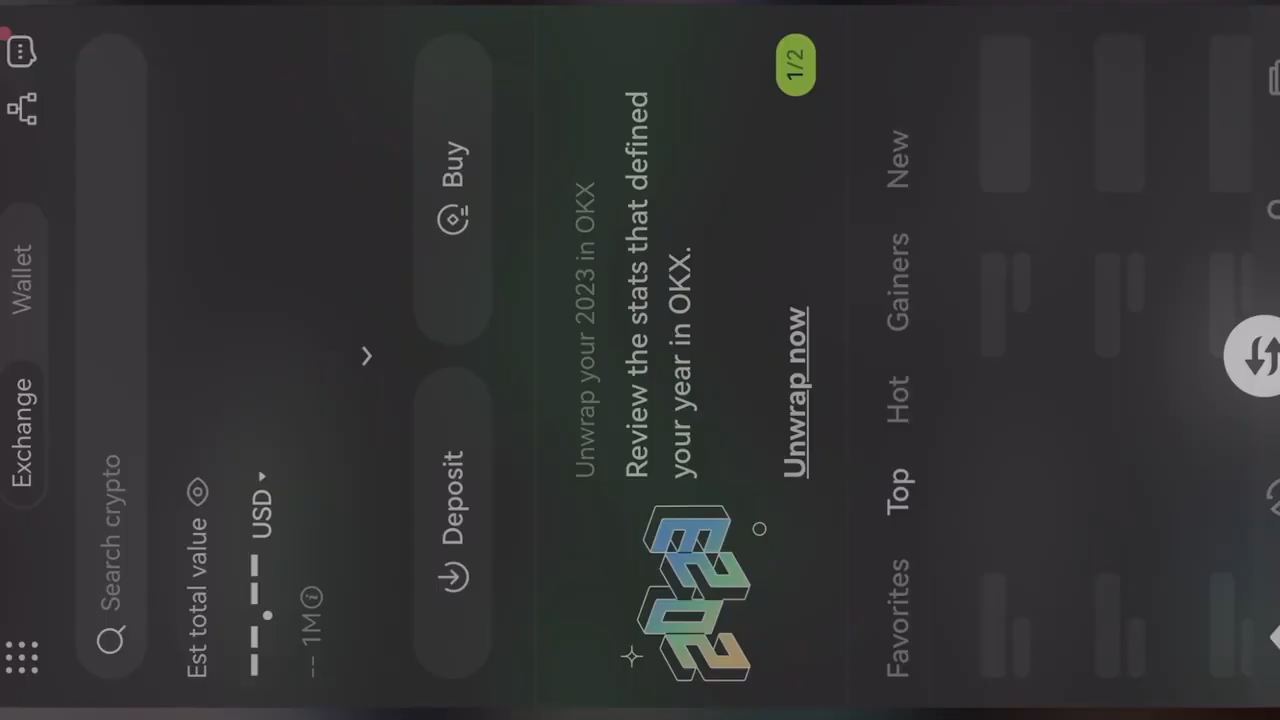 Exchange Wallet
Search crypto
Est total value
--.-- USD
-- 1M
Deposit Buy
2023
Unwrap your 2023 in OKX
Review the stats that defined
your year in OKX.
Unwrap now
1/2
Favorites Top Hot Gainers New